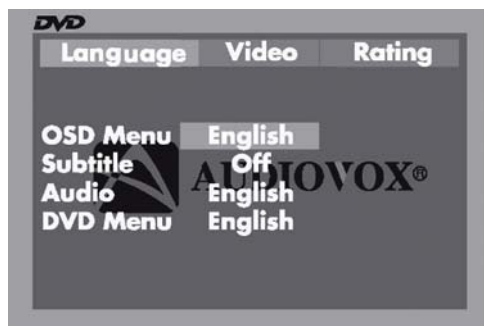 DVD
Language Video Rating
OSD Menu English
Subtitle Off
AUDIOVOX®
Audio English
DVD Menu English